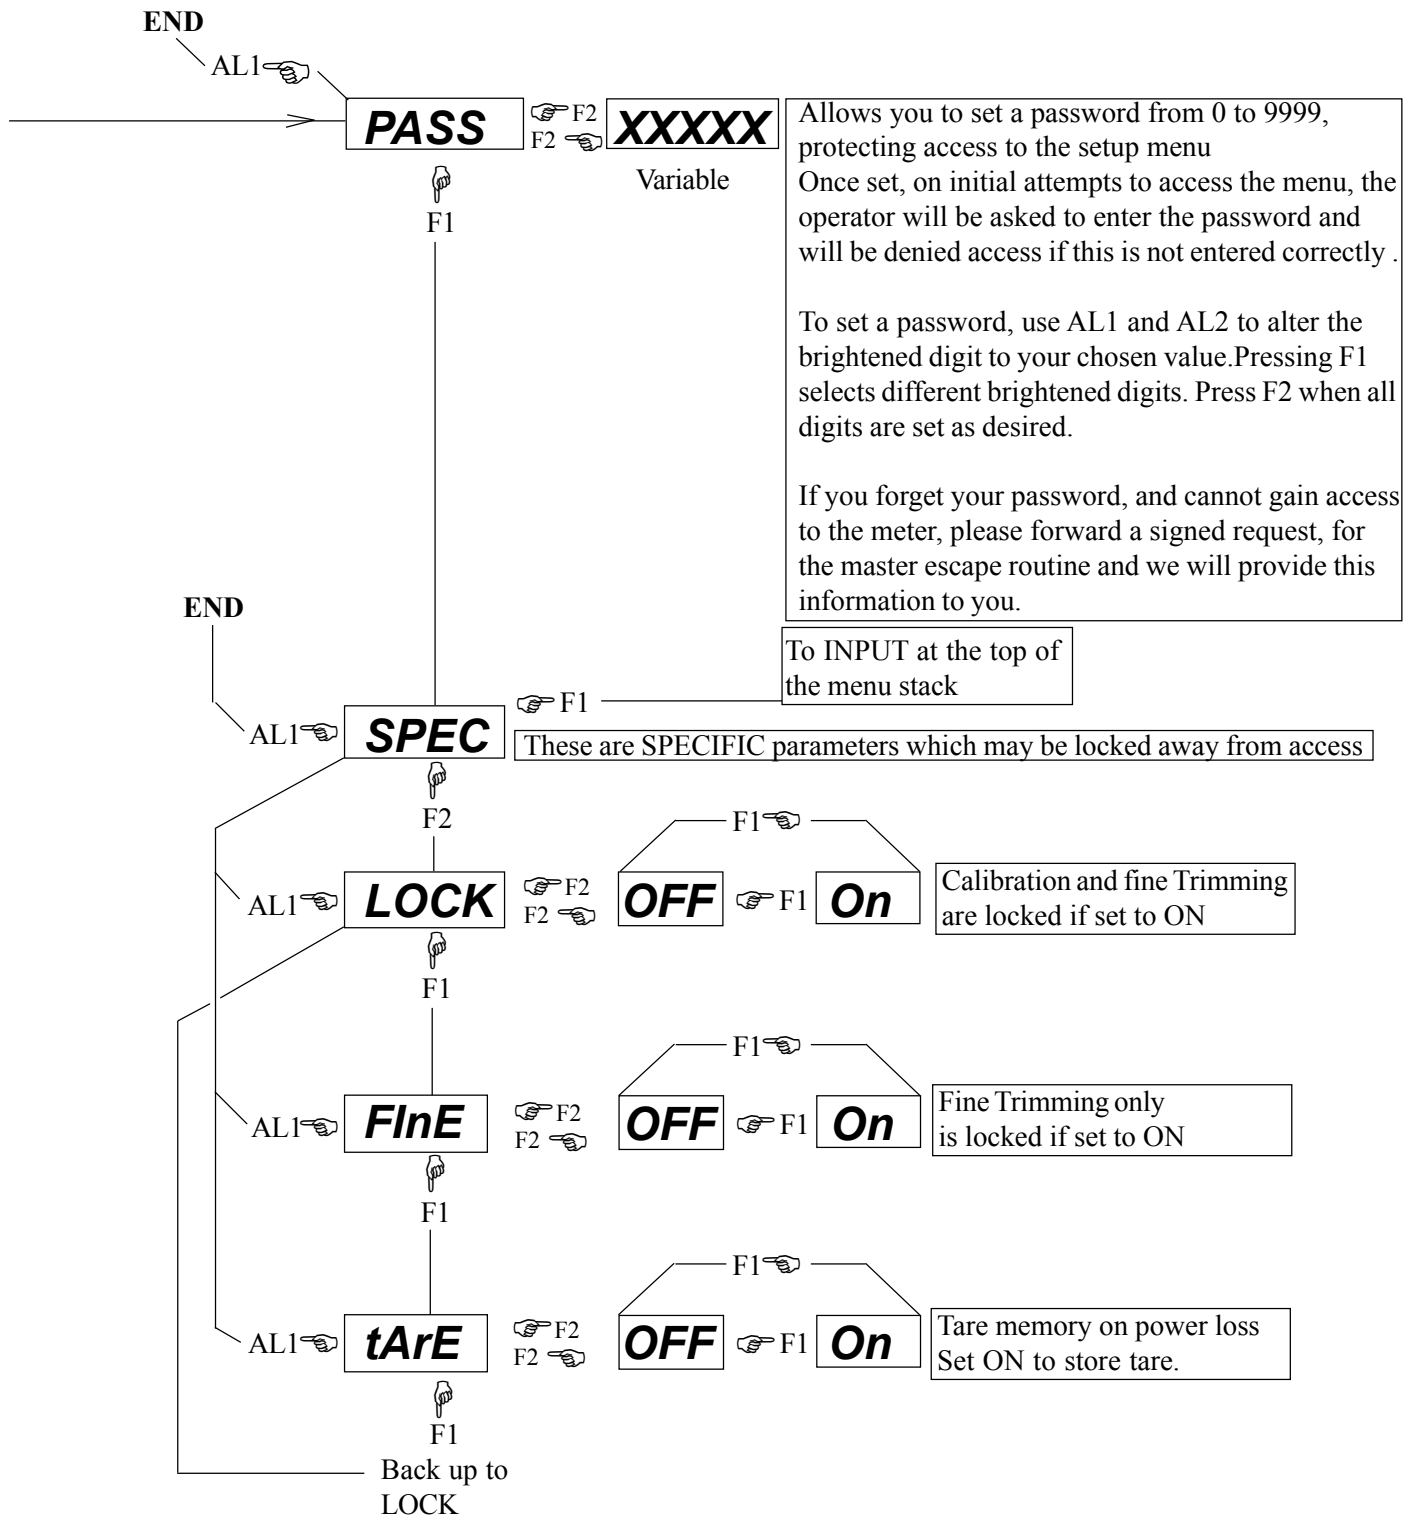 END
AL1
PASS
F2
F2
XXXXX
Variable
Allows you to set a password from 0 to 9999,
protecting access to the setup menu
Once set, on initial attempts to access the menu, the
operator will be asked to enter the password and
will be denied access if this is not entered correctly .
To set a password, use AL1 and AL2 to alter the
brightened digit to your chosen value.Pressing F1
selects different brightened digits. Press F2 when all
digits are set as desired.
If you forget your password, and cannot gain access
to the meter, please forward a signed request, for
the master escape routine and we will provide this
information to you.
F1
END
To INPUT at the top of
the menu stack
F1
AL1
SPEC
These are SPECIFIC parameters which may be locked away from access
F2
F1
AL1
LOCK
F2
F2
OFF
F1
On
Calibration and fine Trimming
are locked if set to ON
F1
F1
AL1
FInE
F2
F2
OFF
F1
On
Fine Trimming only
is locked if set to ON
F1
F1
AL1
tArE
F2
F2
OFF
F1
On
Tare memory on power loss
Set ON to store tare.
F1
Back up to
LOCK